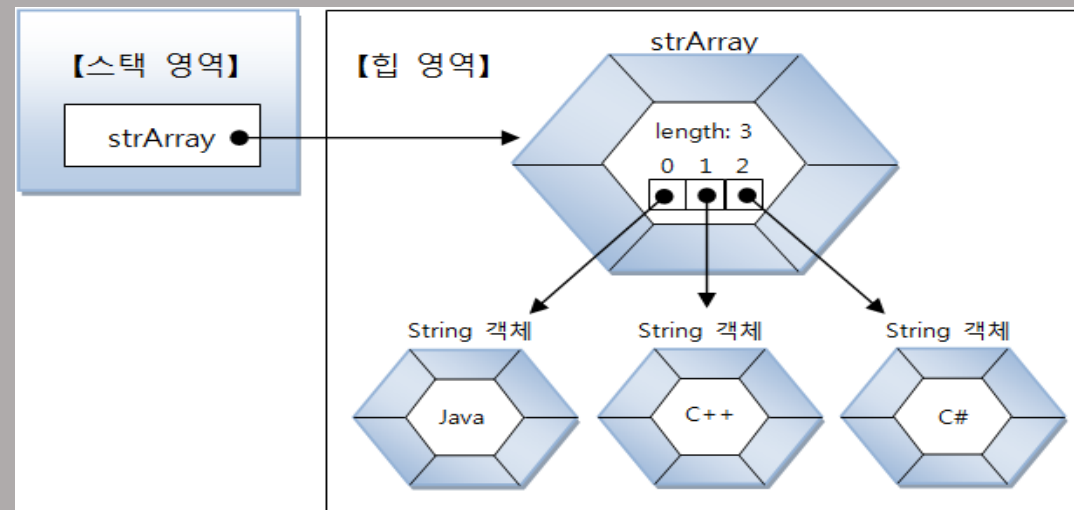 【스택 영역】
strArray
【힙 영역】
strArray
length: 3
0 1 2
String 객체
Java
String 객체
C++
String 객체
C#